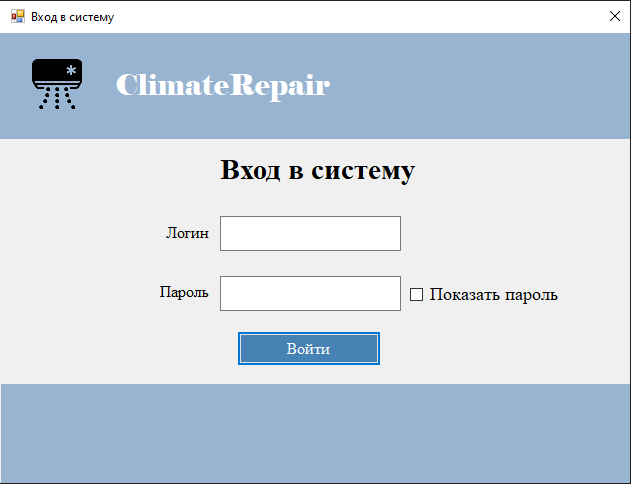 Вход в систему
ClimateRepair
Вход в систему
Логин
Пароль
Показать пароль
Войти